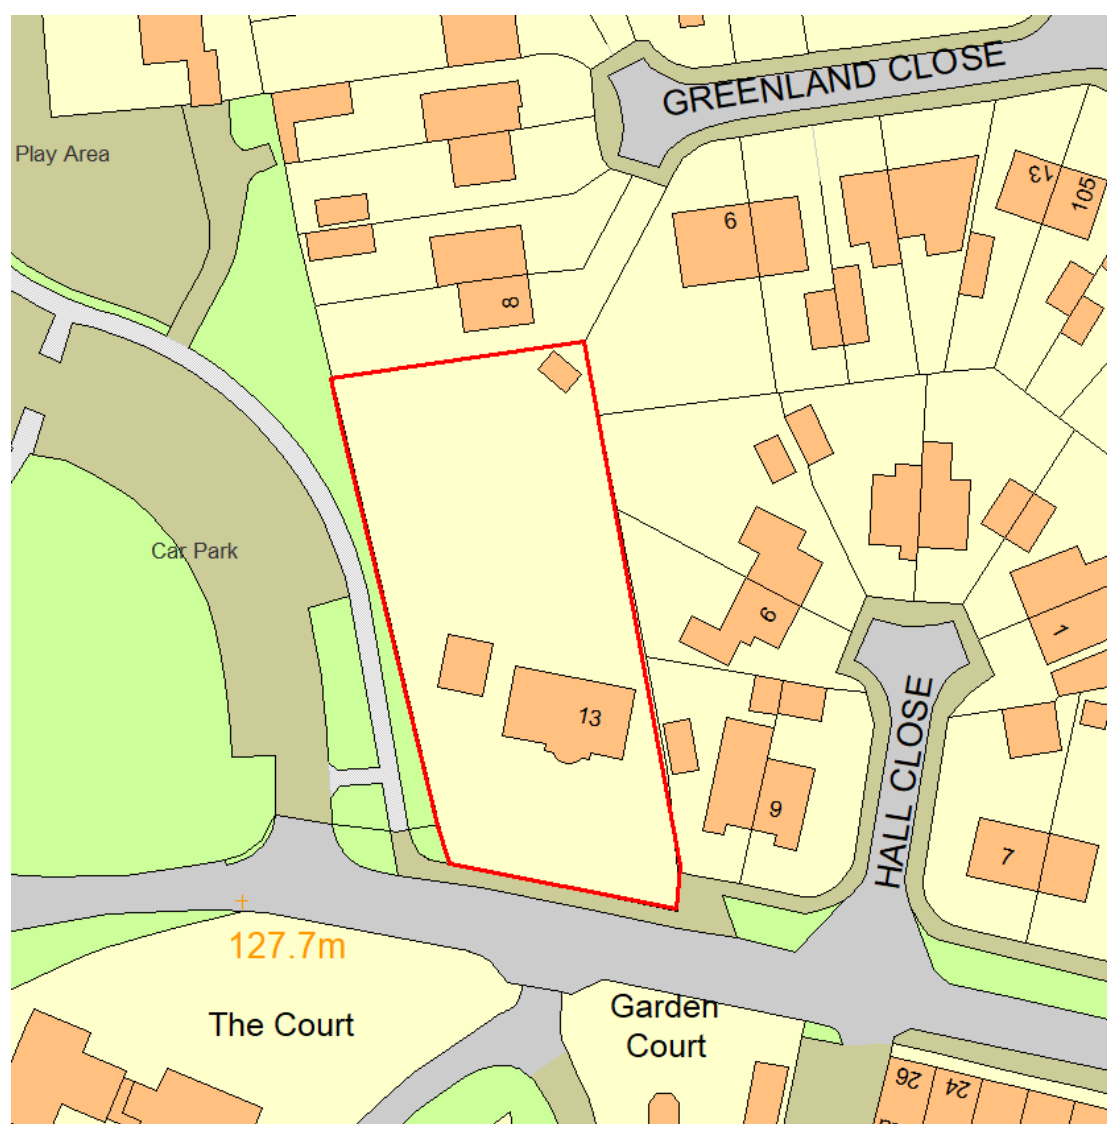 GREENLAND CLOSE
Play Area
13
105
6
8
Car Park
6
1
13
9
HALL CLOSE
7
127.7m
The Court
Garden
Court
26
24